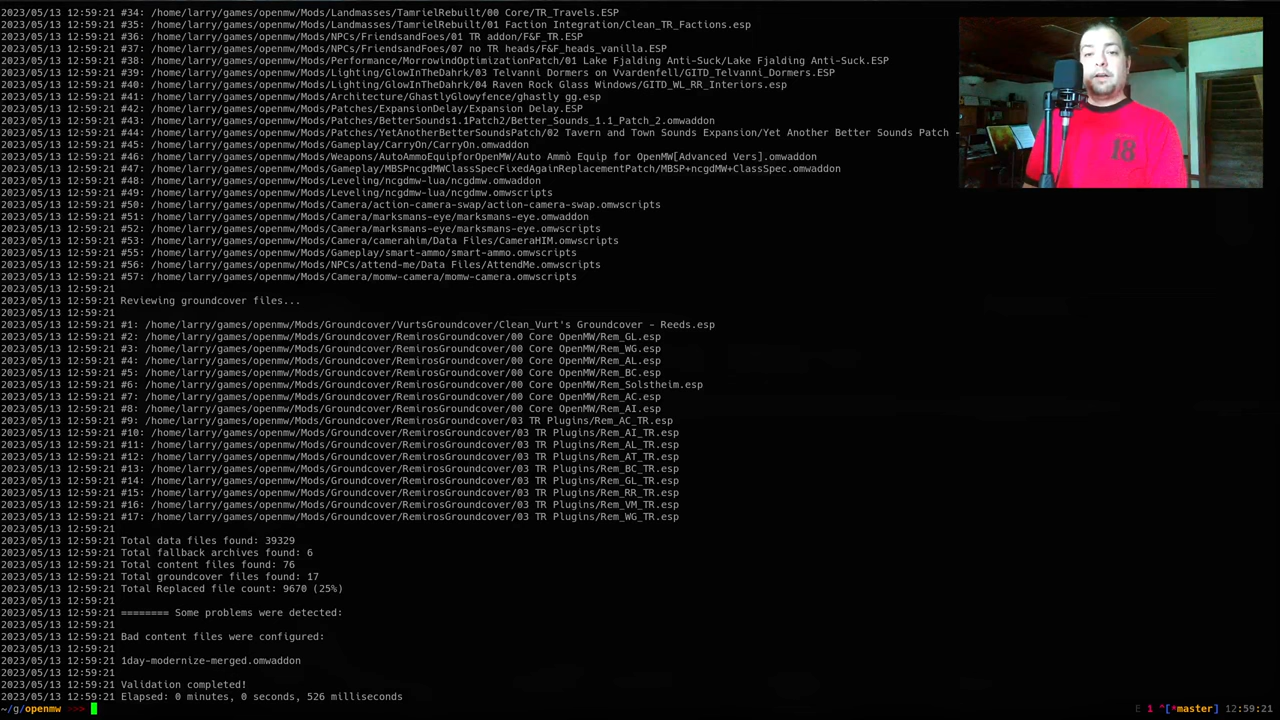 2023/05/13 12:59:21 #34: /home/larry/games/openmw/Mods/Landmasses/TamrielRebuilt/00 Core/TR_Travels.ESP
2023/05/13 12:59:21 #35: /home/larry/games/openmw/Mods/Landmasses/TamrielRebuilt/01 Faction Integration/Clean_TR_Factions.esp
2023/05/13 12:59:21 #36: /home/larry/games/openmw/Mods/NPCs/FriendsandFoes/01 TR addon/F&F_TR.ESP
2023/05/13 12:59:21 #37: /home/larry/games/openmw/Mods/NPCs/FriendsandFoes/07 no TR heads/F&F_heads_vanilla.ESP
2023/05/13 12:59:21 #38: /home/larry/games/openmw/Mods/Performance/MorrowindOptimizationPatch/01 Lake Fjalding Anti-Suck/Lake Fjalding Anti-Suck.ESP
2023/05/13 12:59:21 #39: /home/larry/games/openmw/Mods/Lighting/GlowInTheDahrk/03 Telvanni Dormers on Vvardenfell/GITD_Telvanni_Dormers.ESP
2023/05/13 12:59:21 #40: /home/larry/games/openmw/Mods/Lighting/GlowInTheDahrk/04 Raven Rock Glass Windows/GITD_WL_RR_Interiors.esp
2023/05/13 12:59:21 #41: /home/larry/games/openmw/Mods/Architecture/GhastlyGlowyfence/ghastly gg.esp
2023/05/13 12:59:21 #42: /home/larry/games/openmw/Mods/Patches/ExpansionDelay/Expansion Delay.ESP
2023/05/13 12:59:21 #43: /home/larry/games/openmw/Mods/Patches/BetterSounds1.1Patch2/Better_Sounds_1.1_Patch_2.omwaddon
2023/05/13 12:59:21 #44: /home/larry/games/openmw/Mods/Patches/YetAnotherBetterSoundsPatch/02 Tavern and Town Sounds Expansion/Yet Another Better Sounds Patch -
2023/05/13 12:59:21 #45: /home/larry/games/openmw/Mods/Gameplay/CarryOn/CarryOn.omwaddon
2023/05/13 12:59:21 #46: /home/larry/games/openmw/Mods/Weapons/AutoAmmoEquipforOpenMW/Auto Ammò Equip for OpenMW[Advanced Vers].omwaddon
2023/05/13 12:59:21 #47: /home/larry/games/openmw/Mods/Gameplay/MBSPncgdMWClassSpecFixedAgainReplacementPatch/MBSP+ncgdMW+ClassSpec.omwaddon
2023/05/13 12:59:21 #48: /home/larry/games/openmw/Mods/Leveling/ncgdmw-lua/ncgdmw.omwaddon
2023/05/13 12:59:21 #49: /home/larry/games/openmw/Mods/Leveling/ncgdmw-lua/ncgdmw.omwscripts
2023/05/13 12:59:21 #50: /home/larry/games/openmw/Mods/Camera/action-camera-swap/action-camera-swap.omwscripts
2023/05/13 12:59:21 #51: /home/larry/games/openmw/Mods/Camera/marksmans-eye/marksmans-eye.omwaddon
2023/05/13 12:59:21 #52: /home/larry/games/openmw/Mods/Camera/marksmans-eye/marksmans-eye.omwscripts
2023/05/13 12:59:21 #53: /home/larry/games/openmw/Mods/Camera/camerahim/Data Files/CameraHIM.omwscripts
2023/05/13 12:59:21 #55: /home/larry/games/openmw/Mods/Gameplay/smart-ammo/smart-ammo.omwscripts
2023/05/13 12:59:21 #56: /home/larry/games/openmw/Mods/NPCs/attend-me/Data Files/AttendMe.omwscripts
2023/05/13 12:59:21 #57: /home/larry/games/openmw/Mods/Camera/momw-camera/momw-camera.omwscripts
2023/05/13 12:59:21
2023/05/13 12:59:21 Reviewing groundcover files...
2023/05/13 12:59:21
2023/05/13 12:59:21 #1: /home/larry/games/openmw/Mods/Groundcover/VurtsGroundcover/Clean_Vurt's Groundcover - Reeds.esp
2023/05/13 12:59:21 #2: /home/larry/games/openmw/Mods/Groundcover/RemirosGroundcover/00 Core OpenMW/Rem_GL.esp
2023/05/13 12:59:21 #3: /home/larry/games/openmw/Mods/Groundcover/RemirosGroundcover/00 Core OpenMW/Rem_WG.esp
2023/05/13 12:59:21 #4: /home/larry/games/openmw/Mods/Groundcover/RemirosGroundcover/00 Core OpenMW/Rem_AL.esp
2023/05/13 12:59:21 #5: /home/larry/games/openmw/Mods/Groundcover/RemirosGroundcover/00 Core OpenMW/Rem_BC.esp
2023/05/13 12:59:21 #6: /home/larry/games/openmw/Mods/Groundcover/RemirosGroundcover/00 Core OpenMW/Rem_Solstheim.esp
2023/05/13 12:59:21 #7: /home/larry/games/openmw/Mods/Groundcover/RemirosGroundcover/00 Core OpenMW/Rem_AC.esp
2023/05/13 12:59:21 #8: /home/larry/games/openmw/Mods/Groundcover/RemirosGroundcover/00 Core OpenMW/Rem_AI.esp
2023/05/13 12:59:21 #9: /home/larry/games/openmw/Mods/Groundcover/RemirosGroundcover/03 TR Plugins/Rem_AC_TR.esp
2023/05/13 12:59:21 #10: /home/larry/games/openmw/Mods/Groundcover/RemirosGroundcover/03 TR Plugins/Rem_AI_TR.esp
2023/05/13 12:59:21 #11: /home/larry/games/openmw/Mods/Groundcover/RemirosGroundcover/03 TR Plugins/Rem_AL_TR.esp
2023/05/13 12:59:21 #12: /home/larry/games/openmw/Mods/Groundcover/RemirosGroundcover/03 TR Plugins/Rem_AT_TR.esp
2023/05/13 12:59:21 #13: /home/larry/games/openmw/Mods/Groundcover/RemirosGroundcover/03 TR Plugins/Rem_BC_TR.esp
2023/05/13 12:59:21 #14: /home/larry/games/openmw/Mods/Groundcover/RemirosGroundcover/03 TR Plugins/Rem_GL_TR.esp
2023/05/13 12:59:21 #15: /home/larry/games/openmw/Mods/Groundcover/RemirosGroundcover/03 TR Plugins/Rem_RR_TR.esp
2023/05/13 12:59:21 #16: /home/larry/games/openmw/Mods/Groundcover/RemirosGroundcover/03 TR Plugins/Rem_VM_TR.esp
2023/05/13 12:59:21 #17: /home/larry/games/openmw/Mods/Groundcover/RemirosGroundcover/03 TR Plugins/Rem_WG_TR.esp
2023/05/13 12:59:21
2023/05/13 12:59:21 Total data files found: 39329
2023/05/13 12:59:21 Total fallback archives found: 6
2023/05/13 12:59:21 Total content files found: 76
2023/05/13 12:59:21 Total groundcover files found: 17
2023/05/13 12:59:21 Total Replaced file count: 9670 (25%)
2023/05/13 12:59:21
2023/05/13 12:59:21 ======== Some problems were detected:
2023/05/13 12:59:21
2023/05/13 12:59:21 Bad content files were configured:
2023/05/13 12:59:21
2023/05/13 12:59:21 1day-modernize-merged.omwaddon
2023/05/13 12:59:21
2023/05/13 12:59:21 Validation completed!
2023/05/13 12:59:21 Elapsed: 0 minutes, 0 seconds, 526 milliseconds
~/g/openmw >>>
E 1 ^[*master] 12:59:21
18